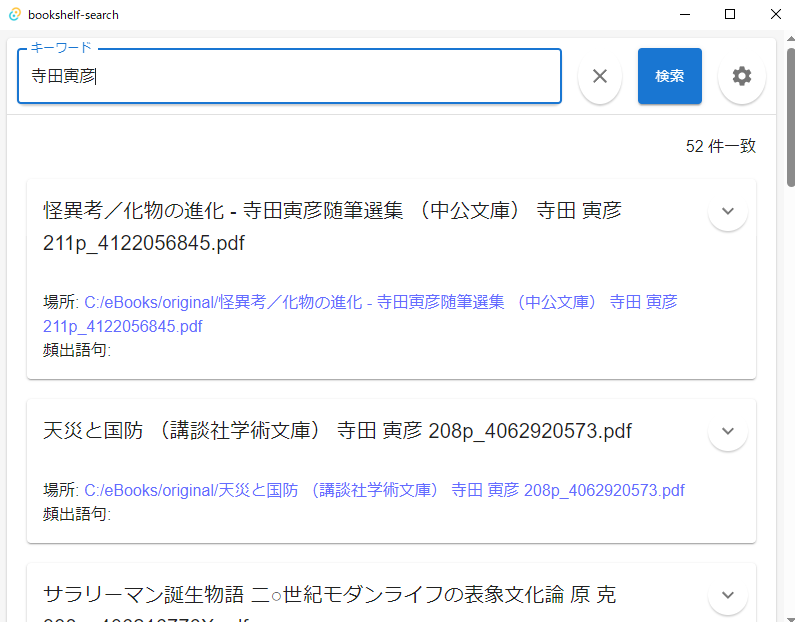 bookshelf-search
キーワード
寺田寅彦
検索
52 件一致
怪異考／化物の進化 - 寺田寅彦随筆選集 （中公文庫） 寺田 寅彦
211p_4122056845.pdf
場所: C:/eBooks/original/怪異考／化物の進化 - 寺田寅彦随筆選集 （中公文庫） 寺田 寅彦
211p_4122056845.pdf
頻出語句:
天災と国防 （講談社学術文庫） 寺田 寅彦 208p_4062920573.pdf
場所: C:/eBooks/original/天災と国防 （講談社学術文庫） 寺田 寅彦 208p_4062920573.pdf
頻出語句:
サラリーマン誕生物語 二○世紀モダンライフの表象文化論 原 克